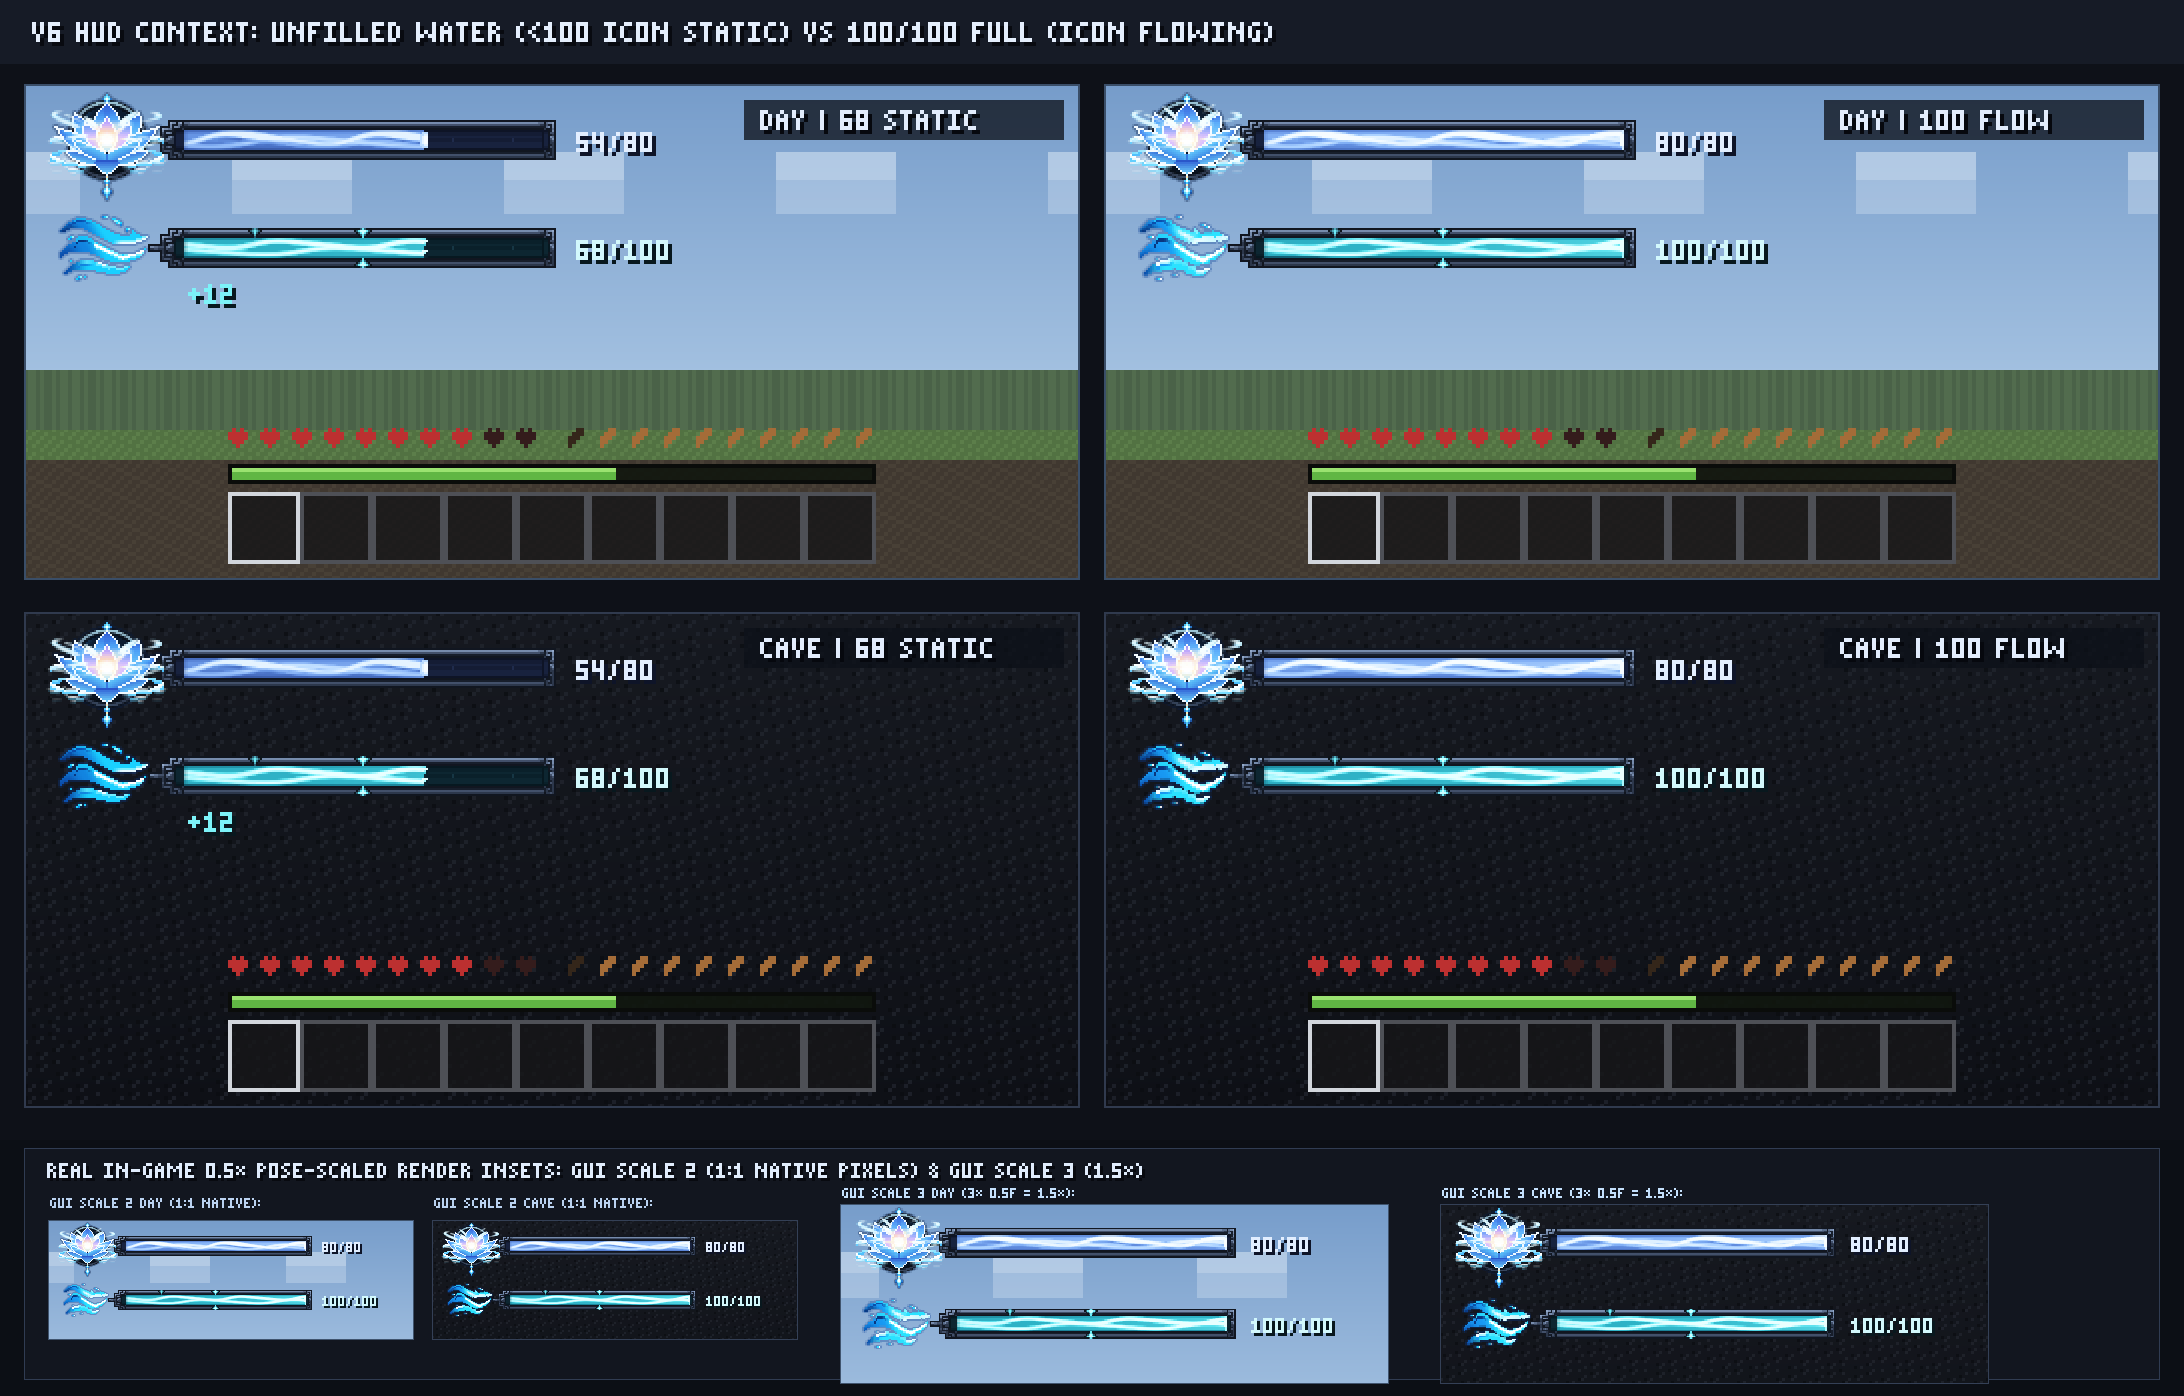 V6 HUD CONTEXT: UNFILLED WATER (<100 ICON STATIC) VS 100/100 FULL (ICON FLOWING)
DAY | 68 STATIC
54/80
68/100
+12
DAY | 100 FLOW
80/80
100/100
CAVE | 68 STATIC
54/80
68/100
+12
CAVE | 100 FLOW
80/80
100/100
REAL IN-GAME 0.5× POSE-SCALED RENDER INSETS: GUI SCALE 2 (1:1 NATIVE PIXELS) & GUI SCALE 3 (1.5×)
GUI SCALE 2 DAY (1:1 NATIVE):
80/80
100/100
GUI SCALE 2 CAVE (1:1 NATIVE):
80/80
100/100
GUI SCALE 3 DAY (3× 0.5F = 1.5×):
80/80
100/100
GUI SCALE 3 CAVE (3× 0.5F = 1.5×):
80/80
100/100